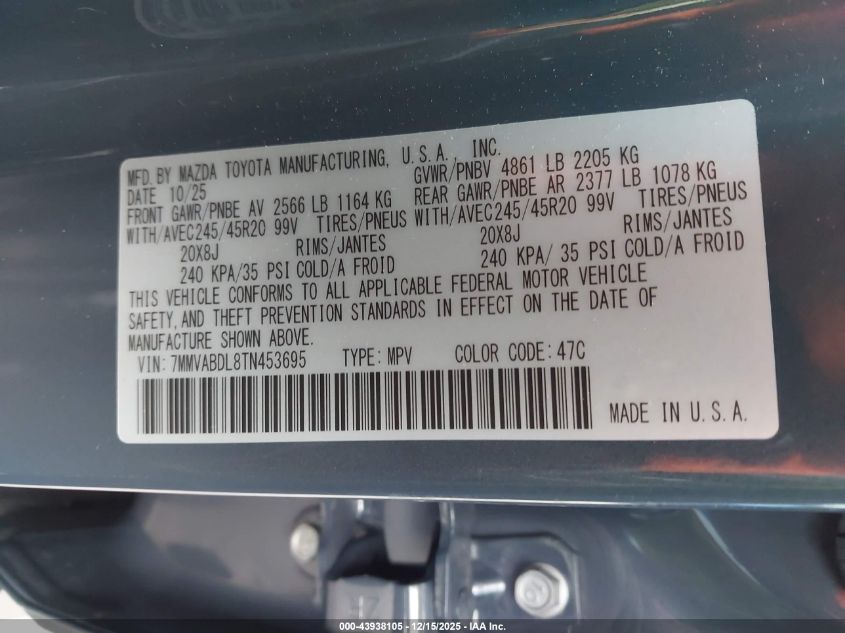 MFD. BY MAZDA TOYOTA MANUFACTURING, U.S.A. INC.
DATE 10/25 GVWR/PNBV 4861 LB 2205 KG
FRONT GAWR/PNBE AV 2566 LB 1164 KG REAR GAWR/PNBE AR 2377 LB 1078 KG
WITH/AVEC245/45R20 99V TIRES/PNEUS WITH/AVEC245/45R20 99V TIRES/PNEUS
20X8J RIMS/JANTES 20X8J RIMS/JANTES
240 KPA/35 PSI COLD/A FROID 240 KPA/ 35 PSI COLD/A FROID
THIS VEHICLE CONFORMS TO ALL APPLICABLE FEDERAL MOTOR VEHICLE
SAFETY, AND THEFT PREVENTION STANDARDS IN EFFECT ON THE DATE OF
MANUFACTURE SHOWN ABOVE.
VIN: 7MMVABDL8TN453695 TYPE: MPV COLOR CODE: 47C
MADE IN U.S.A.
000-43938105 - 12/15/2025 - IAA Inc.